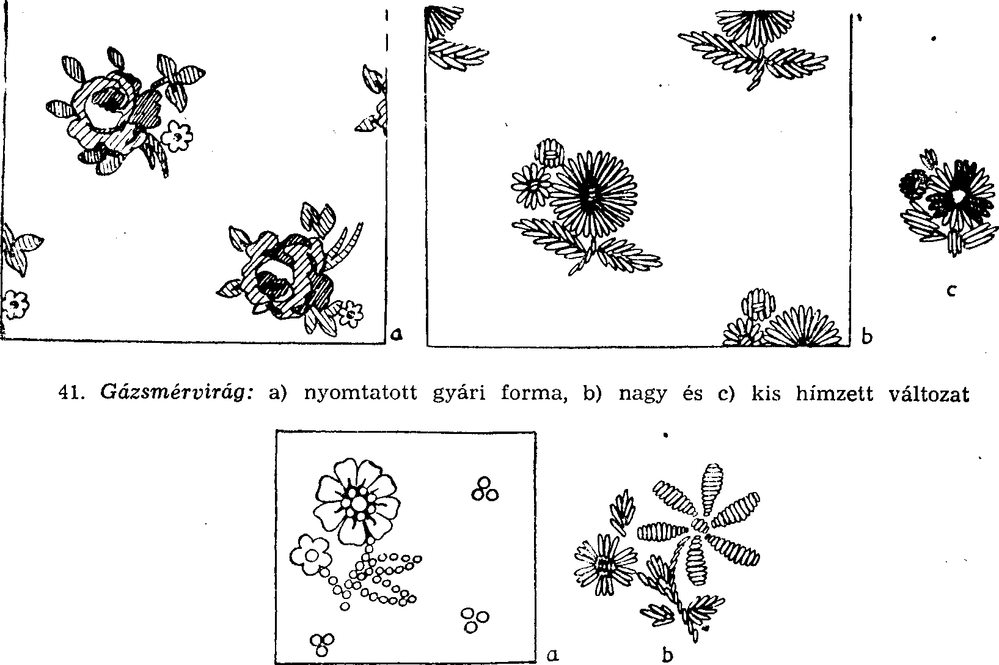 a
b
c
41. Gázsmérvirág: a) nyomtatott gyári forma, b) nagy és c) kis hímzett változat
a
b